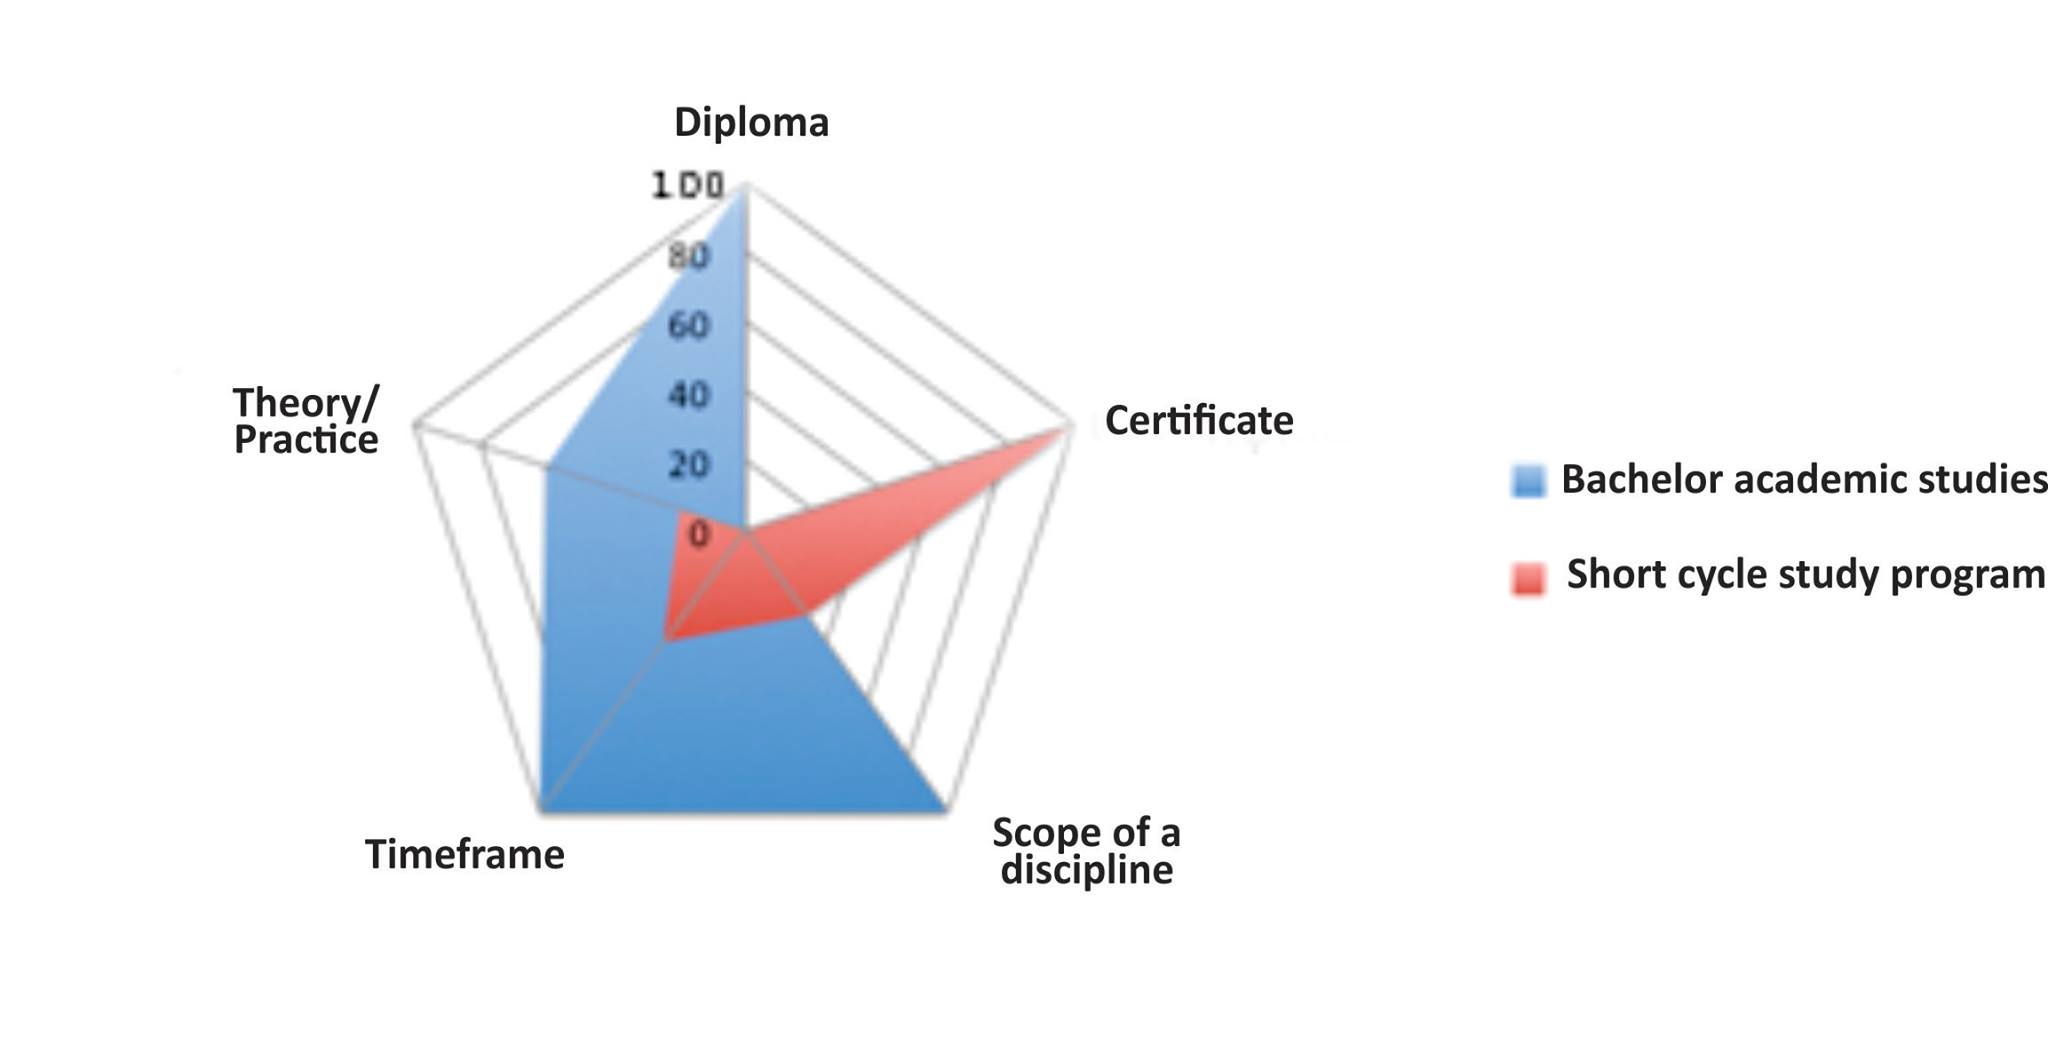 Diploma
100
80
60
40
20
0
Theory/
Practice
Certificate
Timeframe
Scope of a
discipline
Bachelor academic studies
Short cycle study program